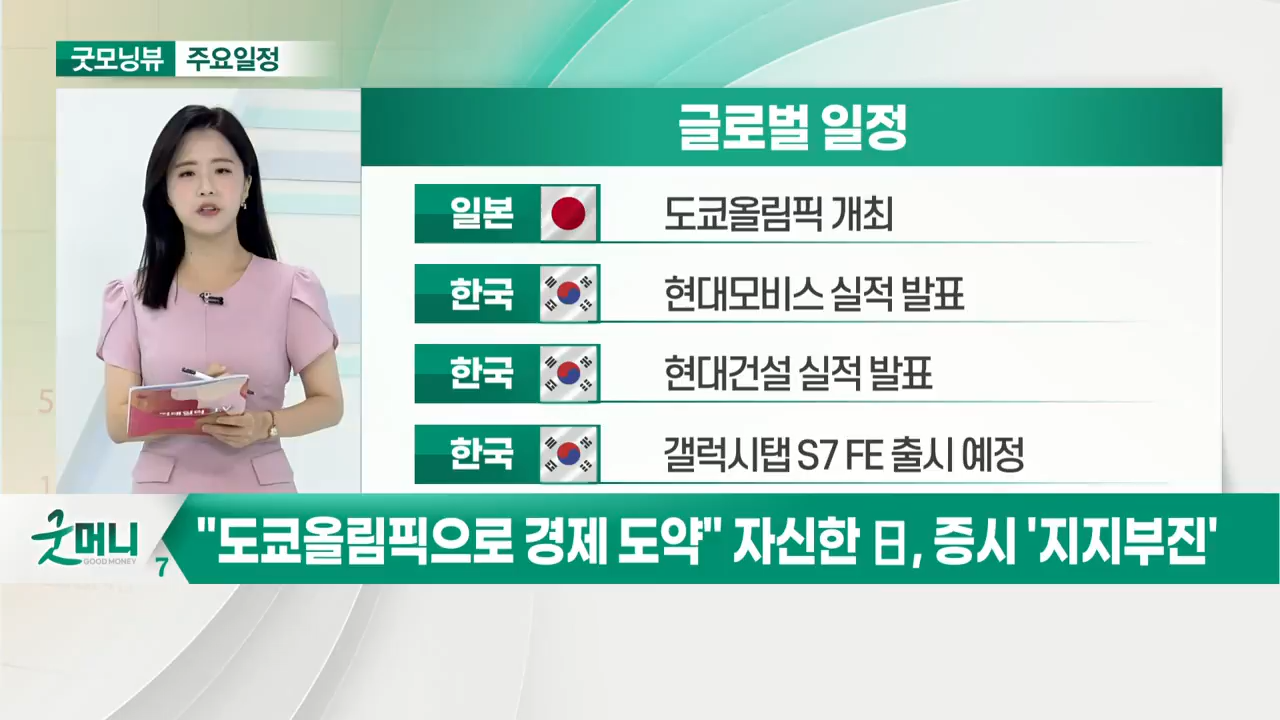 굿모닝뷰 주요일정
글로벌 일정
일본 도쿄올림픽 개최
한국 현대모비스 실적 발표
한국 현대건설 실적 발표
한국 갤럭시탭 S7 FE 출시 예정
굿머니
GOOD MONEY
7
"도쿄올림픽으로 경제 도약" 자신한 日, 증시 '지지부진'
5
1